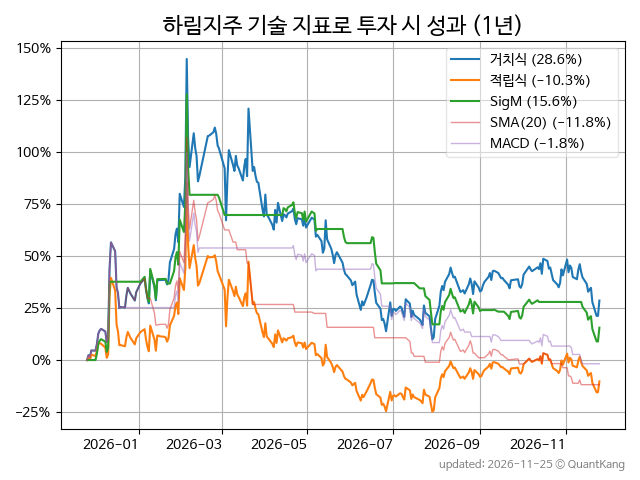 하림지주 기술 지표로 투자 시 성과 (1년)
거치식 (28.6%)
적립식 (−10.3%)
SigM (15.6%)
SMA(20) (−11.8%)
MACD (−1.8%)
150%
125%
100%
75%
50%
25%
0%
−25%
2026-01
2026-03
2026-05
2026-07
2026-09
2026-11
updated: 2026-11-25 © QuantKang